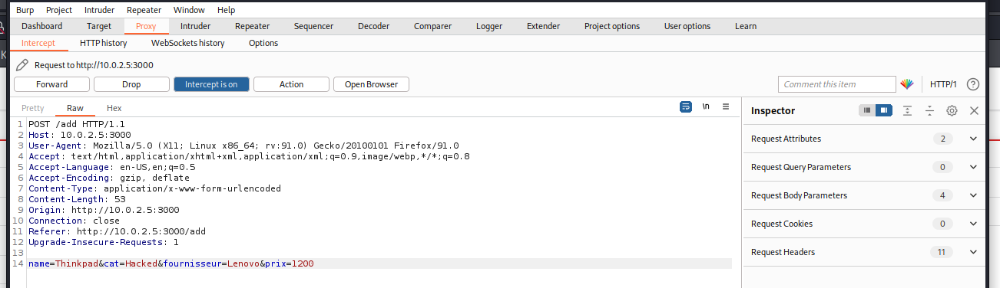 Burp Project Intruder Repeater Window Help
Dashboard Target Proxy Intruder Repeater Sequencer Decoder Comparer Logger Extender Project options User options Learn
Intercept HTTP history WebSockets history Options
Request to http://10.0.2.5:3000
Forward Drop Intercept is on Action Open Browser Comment this item HTTP/1 ?
Pretty Raw Hex \n
1 POST /add HTTP/1.1
2 Host: 10.0.2.5:3000
3 User-Agent: Mozilla/5.0 (X11; Linux x86_64; rv:91.0) Gecko/20100101 Firefox/91.0
4 Accept: text/html,application/xhtml+xml,application/xml;q=0.9,image/webp,*/*;q=0.8
5 Accept-Language: en-US,en;q=0.5
6 Accept-Encoding: gzip, deflate
7 Content-Type: application/x-www-form-urlencoded
8 Content-Length: 53
9 Origin: http://10.0.2.5:3000
10 Connection: close
11 Referer: http://10.0.2.5:3000/add
12 Upgrade-Insecure-Requests: 1
13
14 name=Thinkpad&cat=Hacked&fournisseur=Lenovo&prix=1200
Inspector
Request Attributes 2
Request Query Parameters 0
Request Body Parameters 4
Request Cookies 0
Request Headers 11